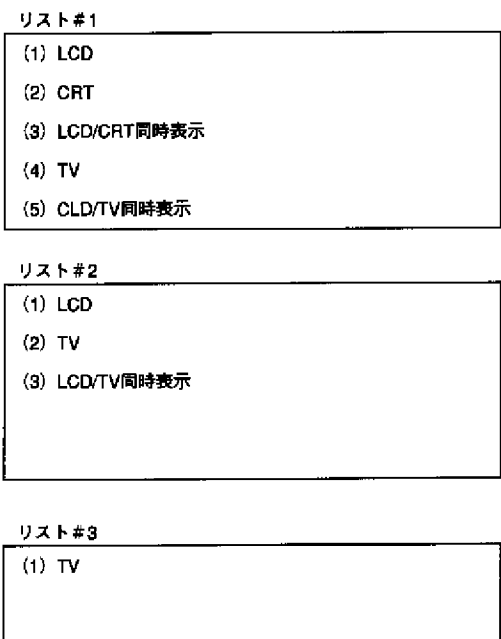 リスト#1
(1) LCD
(2) CRT
(3) LCD/CRT同時表示
(4) TV
(5) CLD/TV同時表示
リスト#2
(1) LCD
(2) TV
(3) LCD/TV同時表示
リスト#3
(1) TV